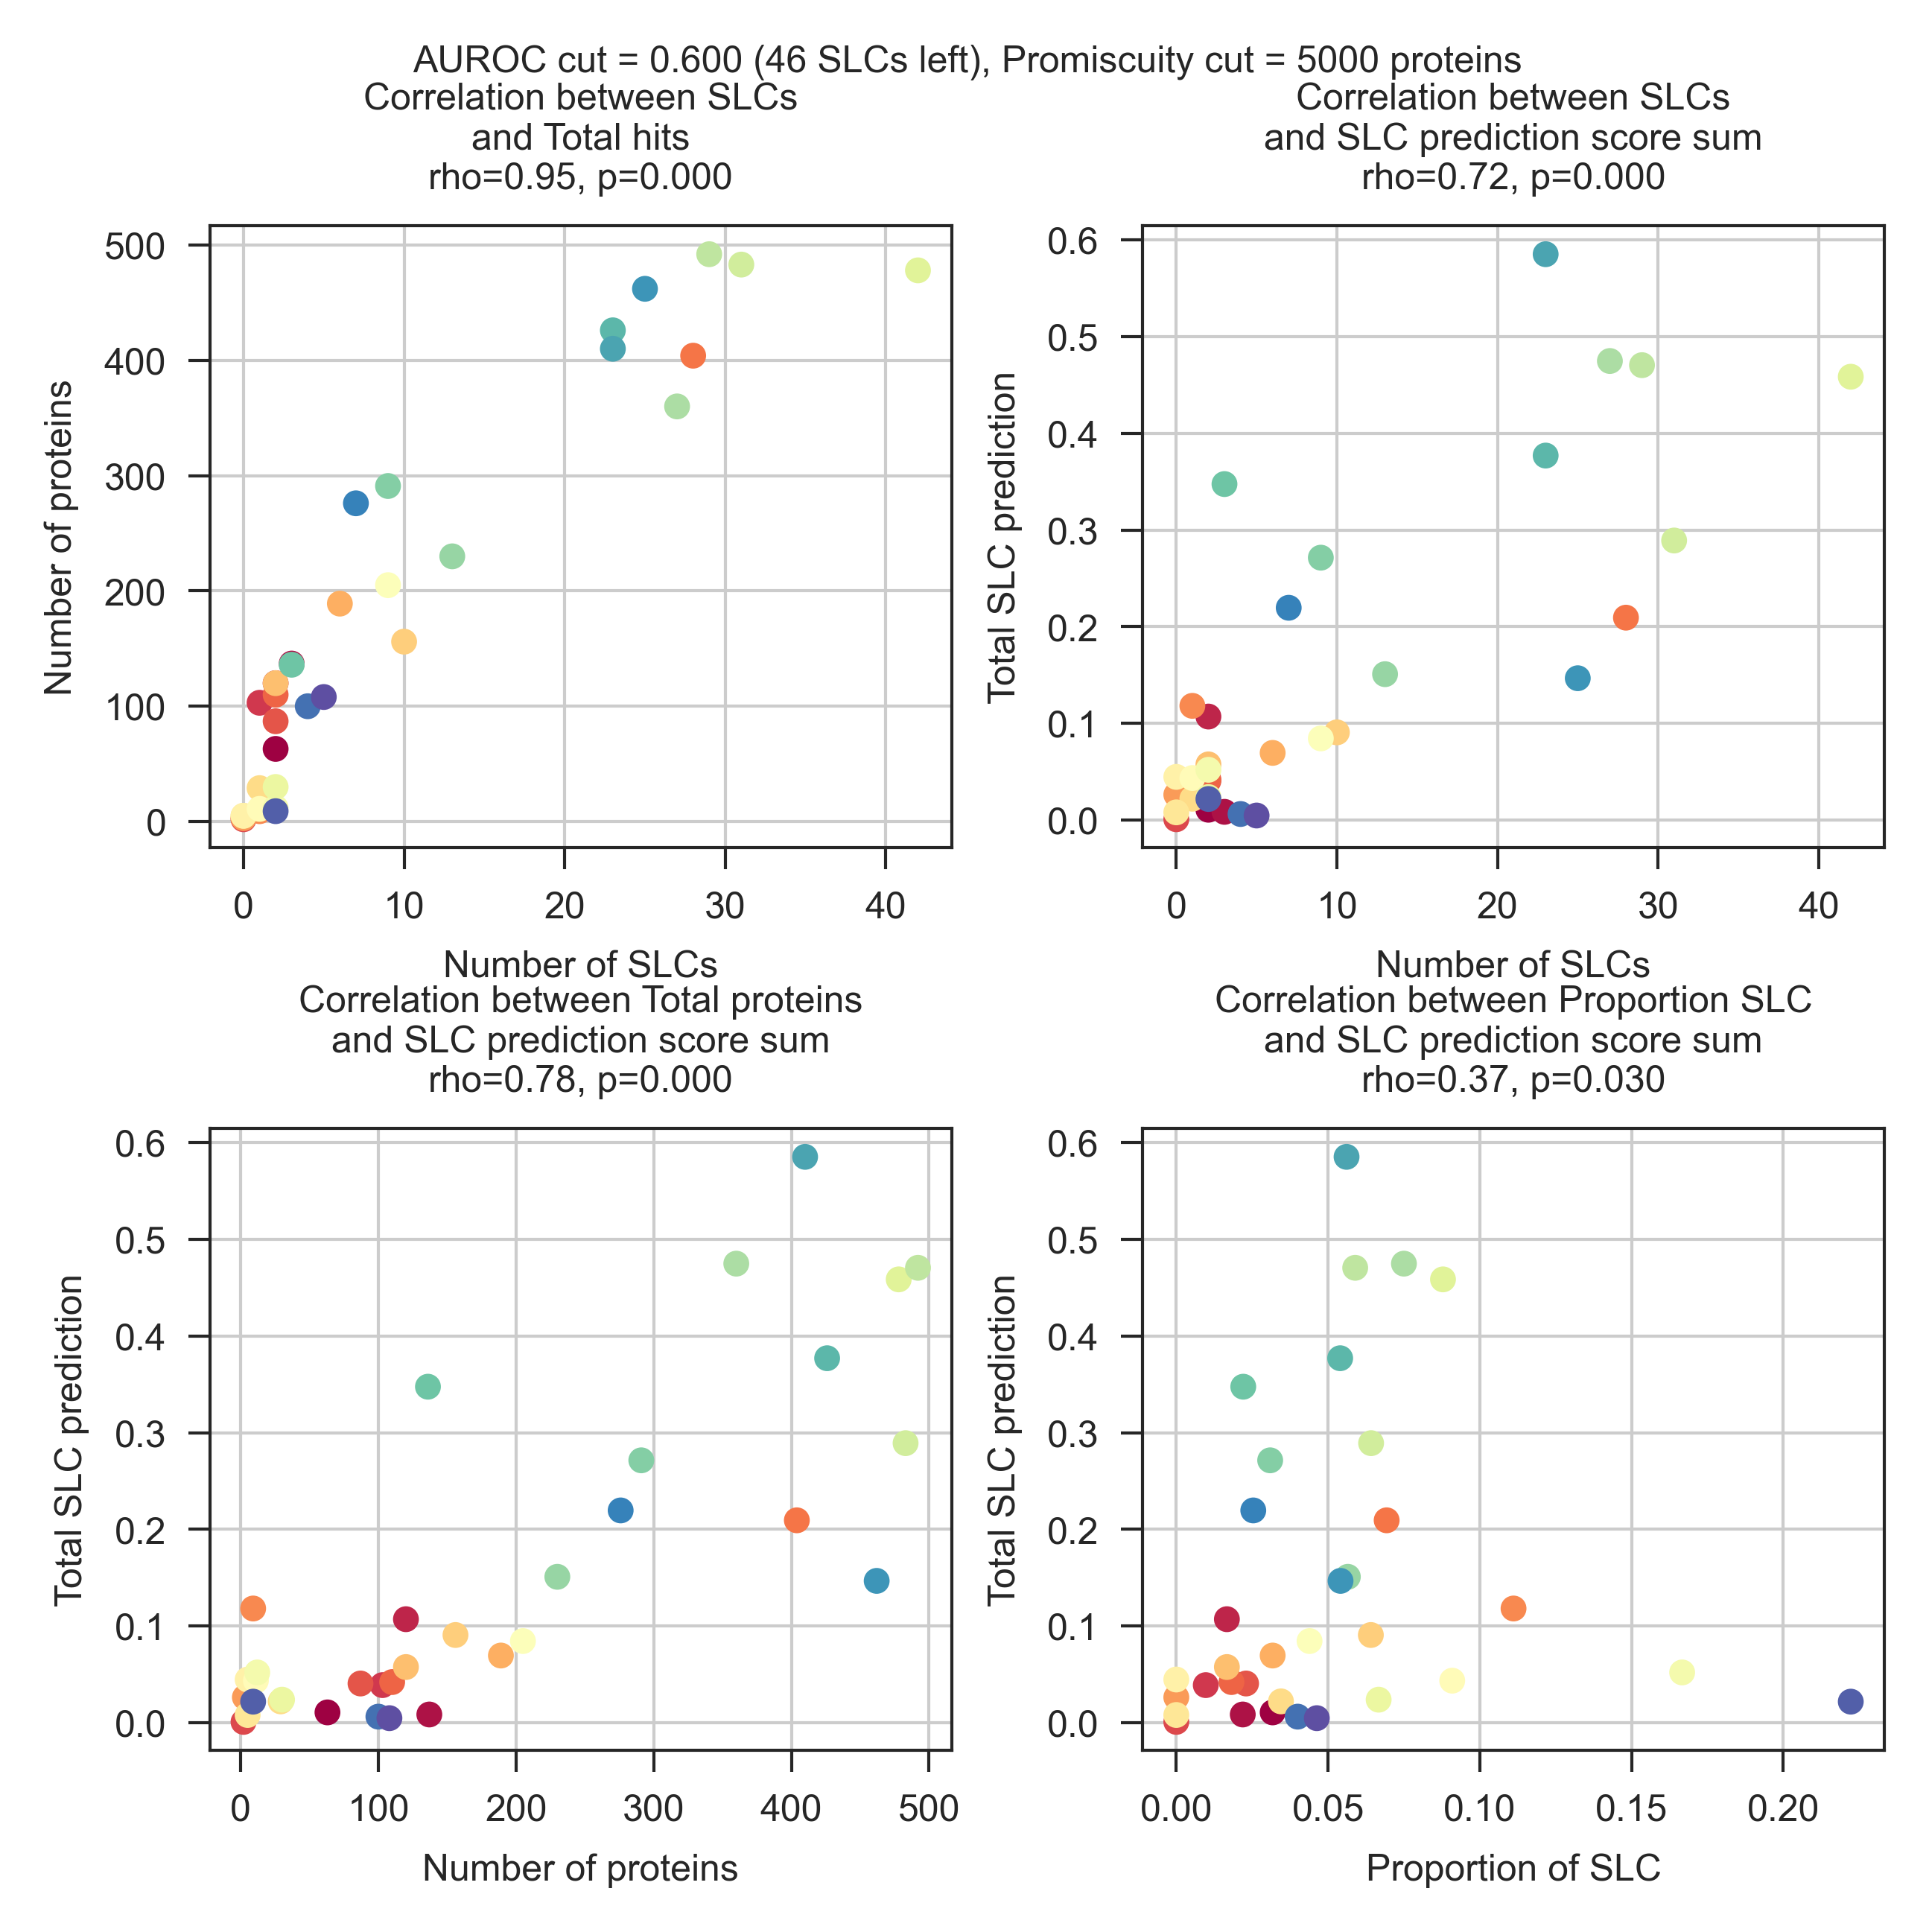 AUROC cut = 0.600 (46 SLCs left), Promiscuity cut = 5000 proteins
Correlation between SLCs
and Total hits
rho=0.95, p=0.000
500
400
300
200
100
0
Number of proteins
0 10 20 30 40
Number of SLCs
Correlation between SLCs
and SLC prediction score sum
rho=0.72, p=0.000
0.6
0.5
0.4
0.3
0.2
0.1
0.0
Total SLC prediction
0 10 20 30 40
Number of SLCs
Correlation between Total proteins
and SLC prediction score sum
rho=0.78, p=0.000
0.6
0.5
0.4
0.3
0.2
0.1
0.0
Total SLC prediction
0 100 200 300 400 500
Number of proteins
Correlation between Proportion SLC
and SLC prediction score sum
rho=0.37, p=0.030
0.6
0.5
0.4
0.3
0.2
0.1
0.0
Total SLC prediction
0.00 0.05 0.10 0.15 0.20
Proportion of SLC